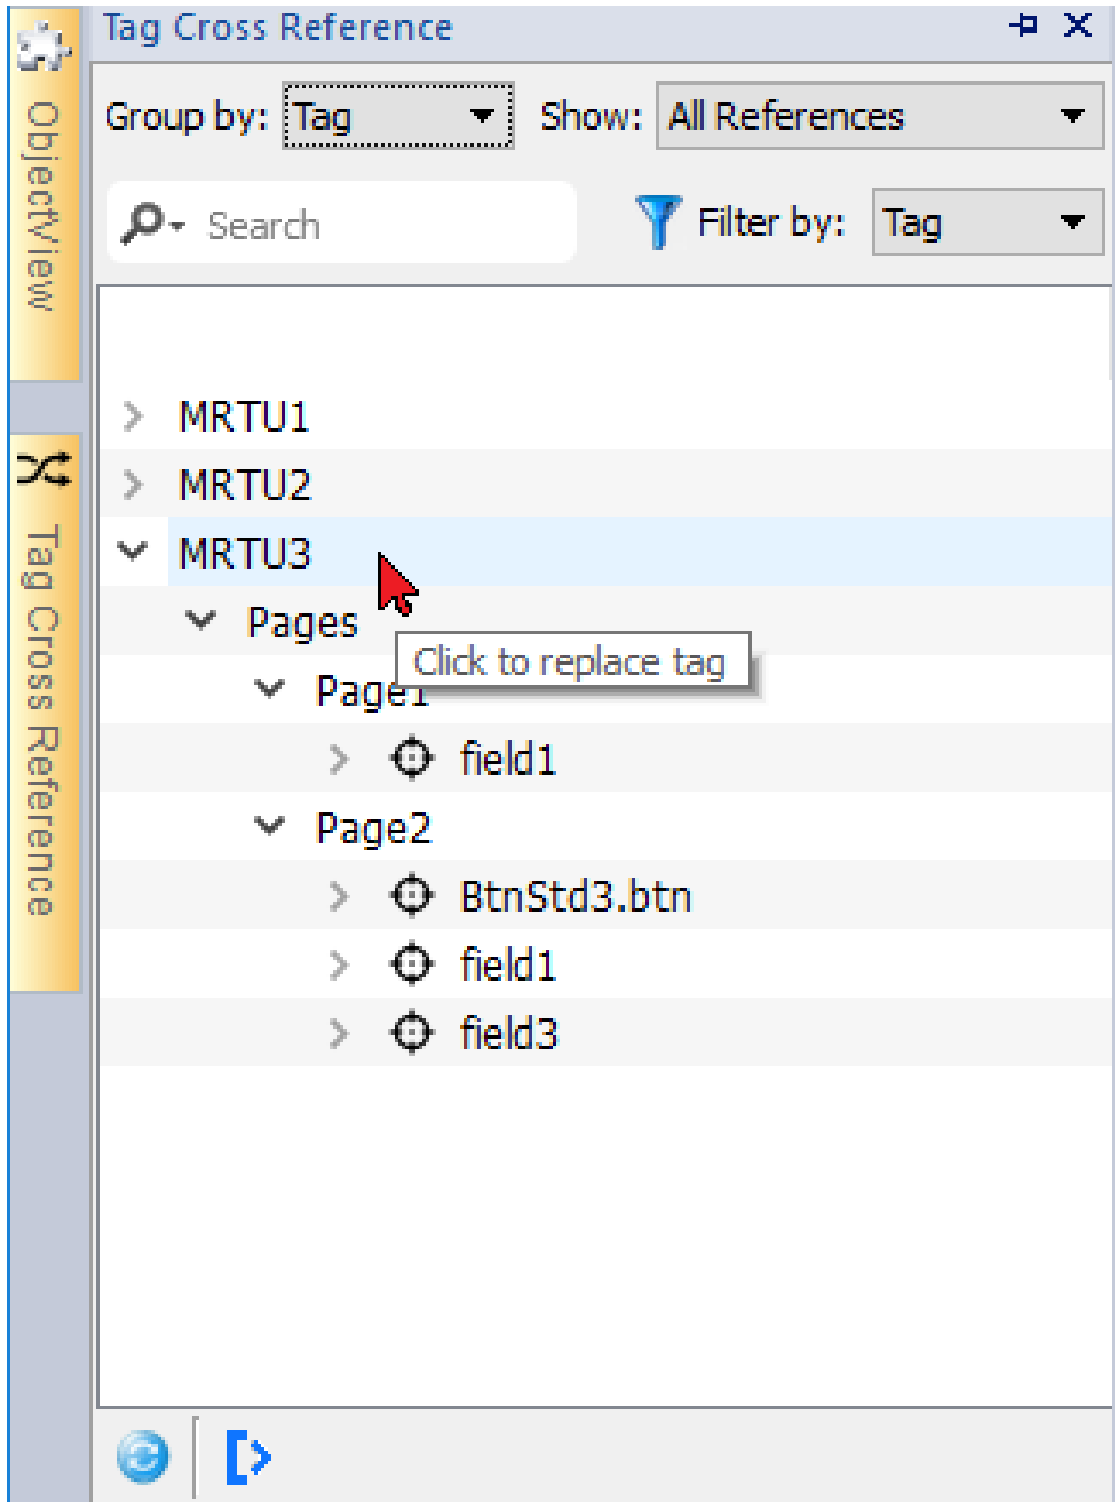 Tag Cross Reference
Group by: Tag Show: All References
Search Filter by: Tag
ObjectView
Tag Cross Reference
MRTU1
MRTU2
MRTU3
Pages
Click to replace tag
Page1
field1
Page2
BtnStd3.btn
field1
field3